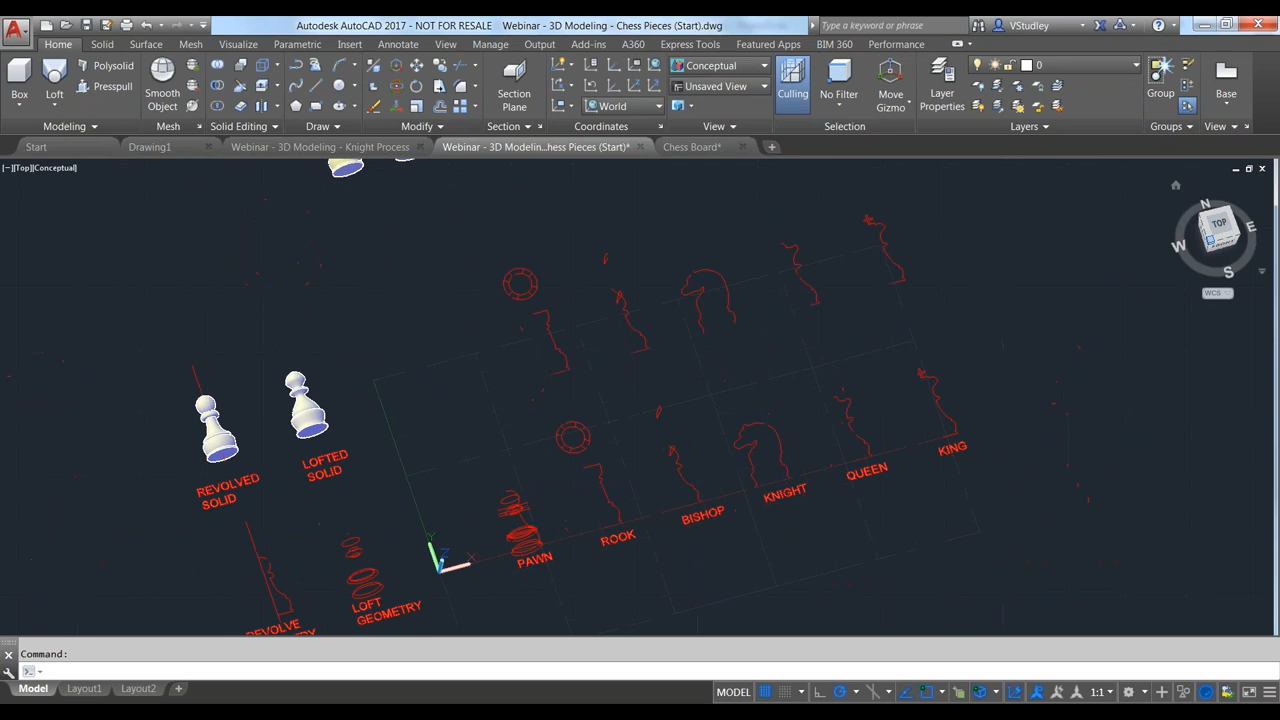 Autodesk AutoCAD 2017 - NOT FOR RESALE Webinar - 3D Modeling - Chess Pieces (Start).dwg
Type a keyword or phrase
VStudley
Home Solid Surface Mesh Visualize Parametric Insert Annotate View Manage Output Add-ins A360 Express Tools Featured Apps BIM 360 Performance
Box
Loft
Polysolid
Presspull
Smooth
Object
Section
Plane
World
Conceptual
Unsaved View
Culling
No Filter
Move
Gizmo
Layer
Properties
0
Group
Base
Modeling Mesh Solid Editing Draw Modify Section Coordinates View Selection Layers Groups View
Start Drawing1 Webinar - 3D Modeling - Knight Process Webinar - 3D Modelin...hess Pieces (Start)* Chess Board*
[−][Top][Conceptual]
N
W
E
S
TOP
WCS
REVOLVED
SOLID
LOFTED
SOLID
LOFT
GEOMETRY
REVOLVE
Y
Z
X
PAWN
ROOK
BISHOP
KNIGHT
QUEEN
KING
Command:
Model Layout1 Layout2
MODEL
1:1